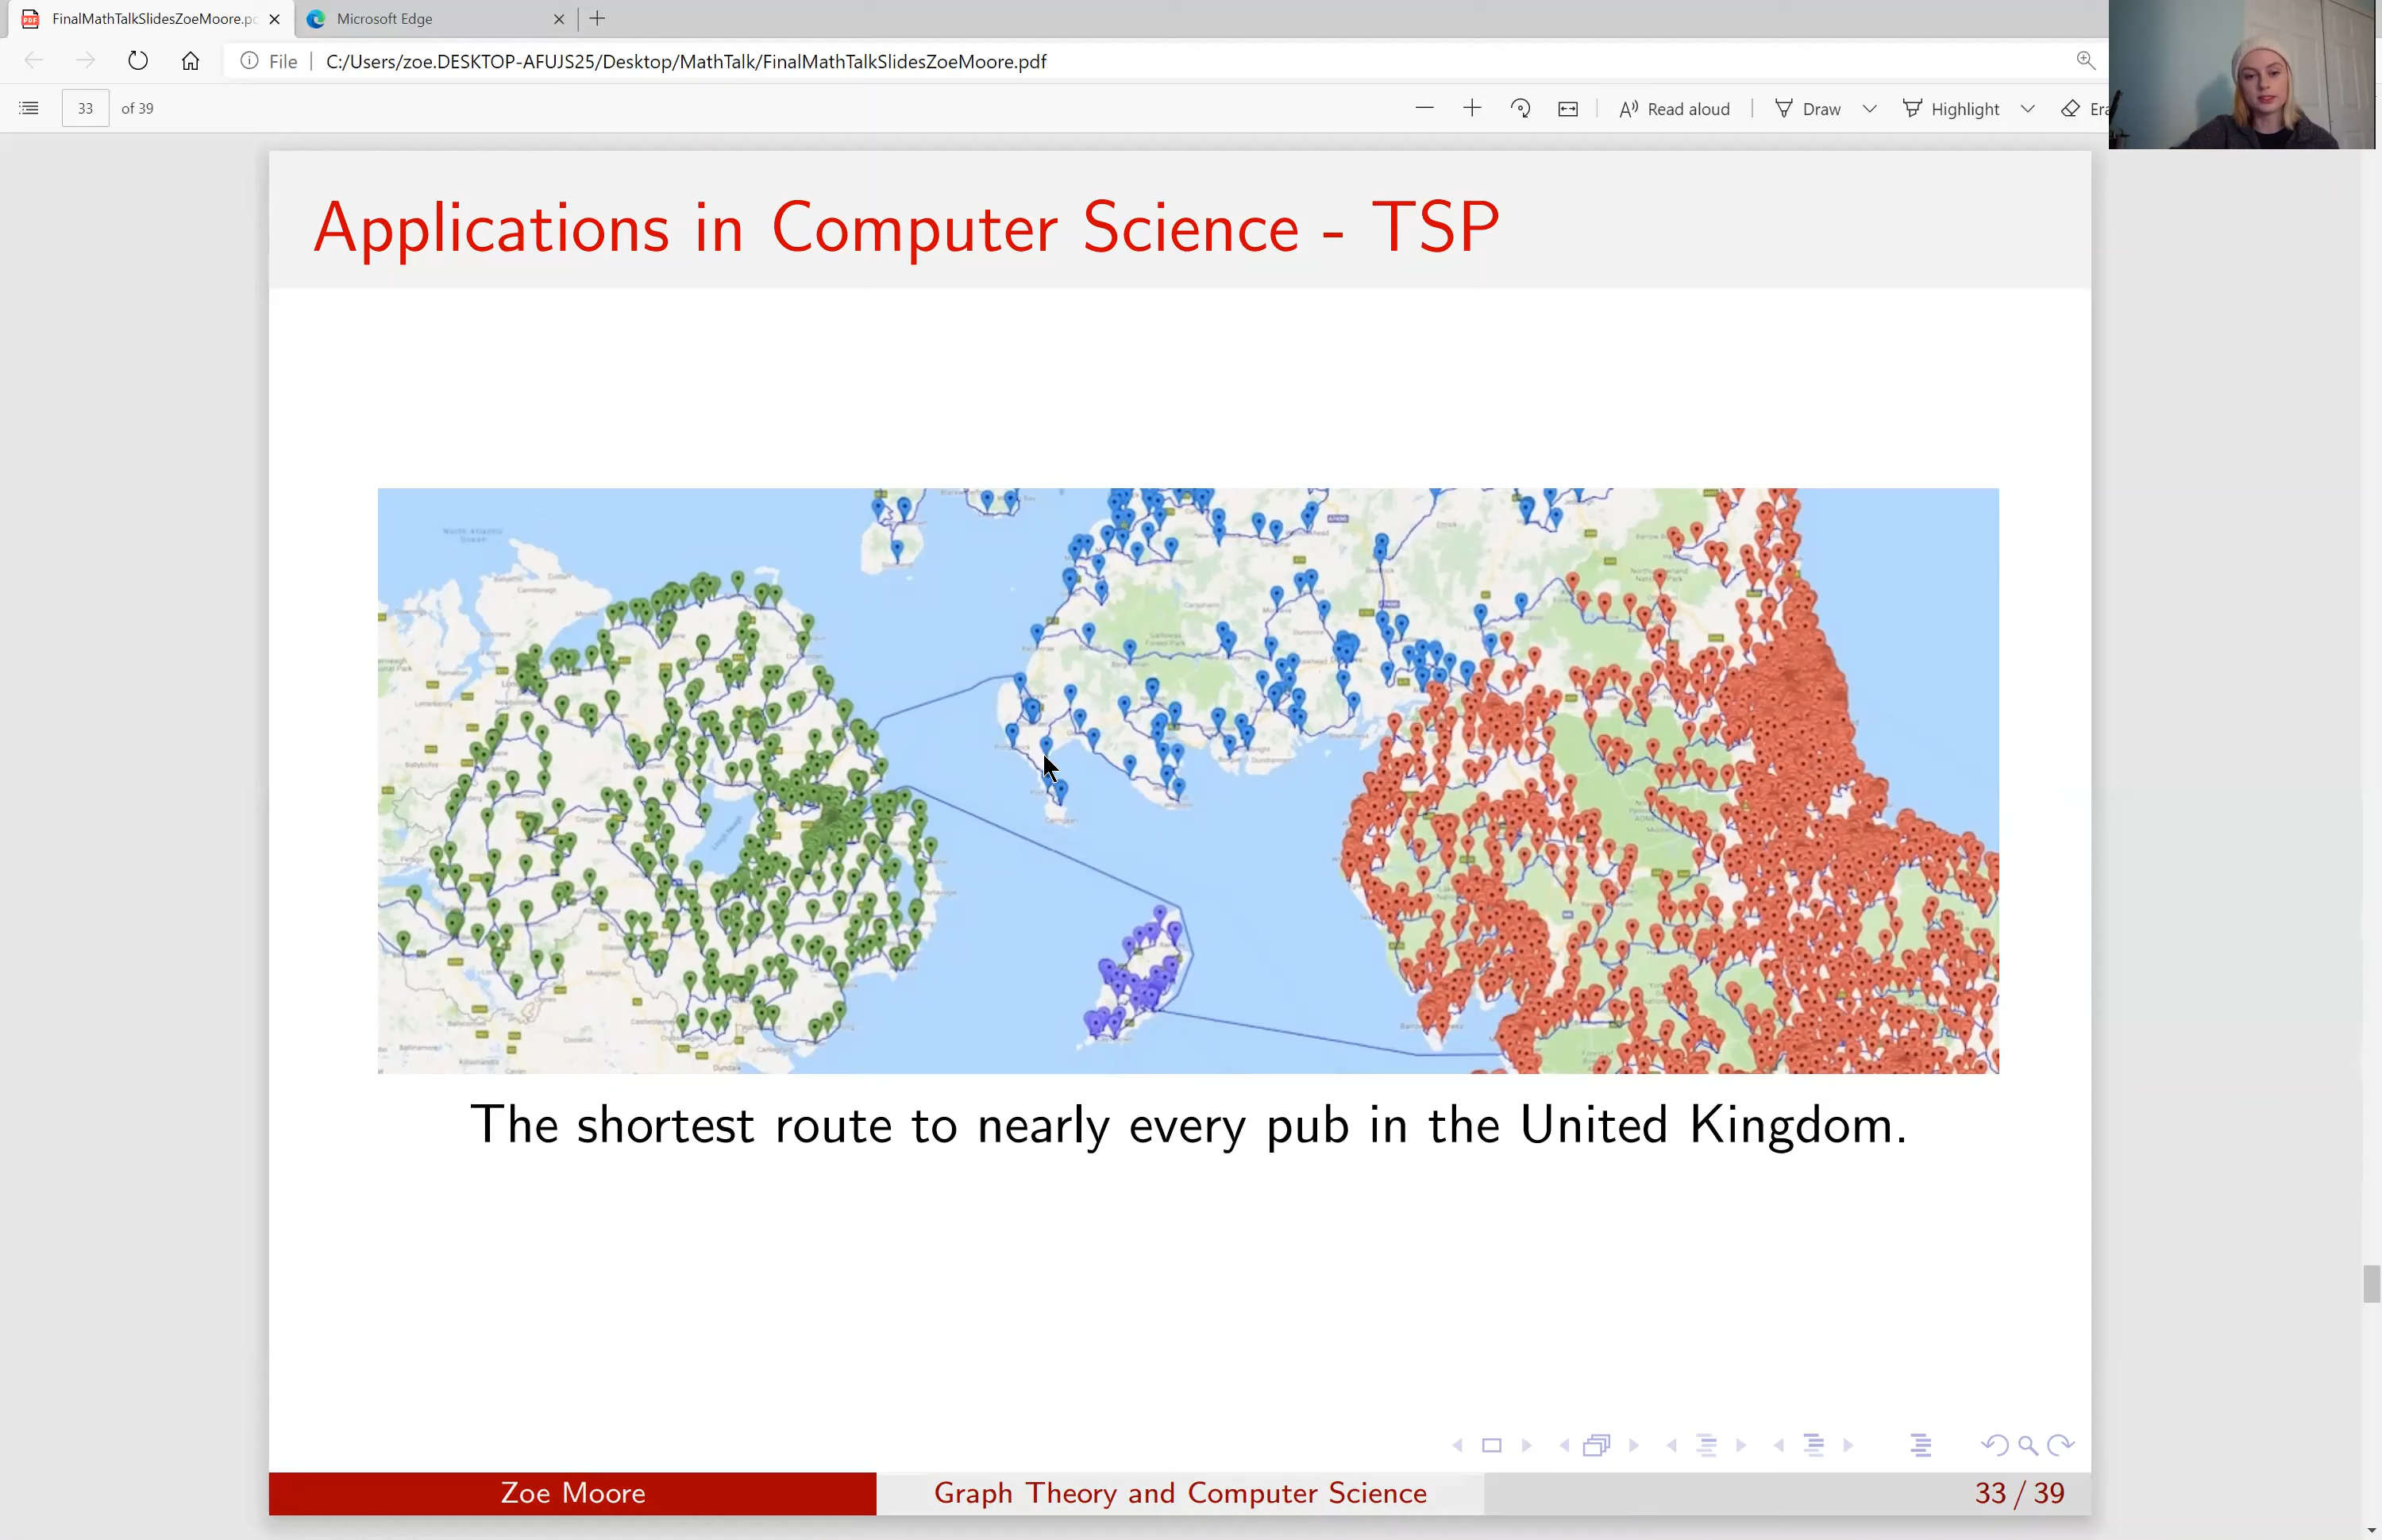 FinalMathTalkSlidesZoeMoore.p
Microsoft Edge
File
C:/Users/zoe.DESKTOP-AFUJS25/Desktop/MathTalk/FinalMathTalkSlidesZoeMoore.pdf
33 of 39
Read aloud
Draw
Highlight
Applications in Computer Science - TSP
The shortest route to nearly every pub in the United Kingdom.
Zoe Moore
Graph Theory and Computer Science
33 / 39